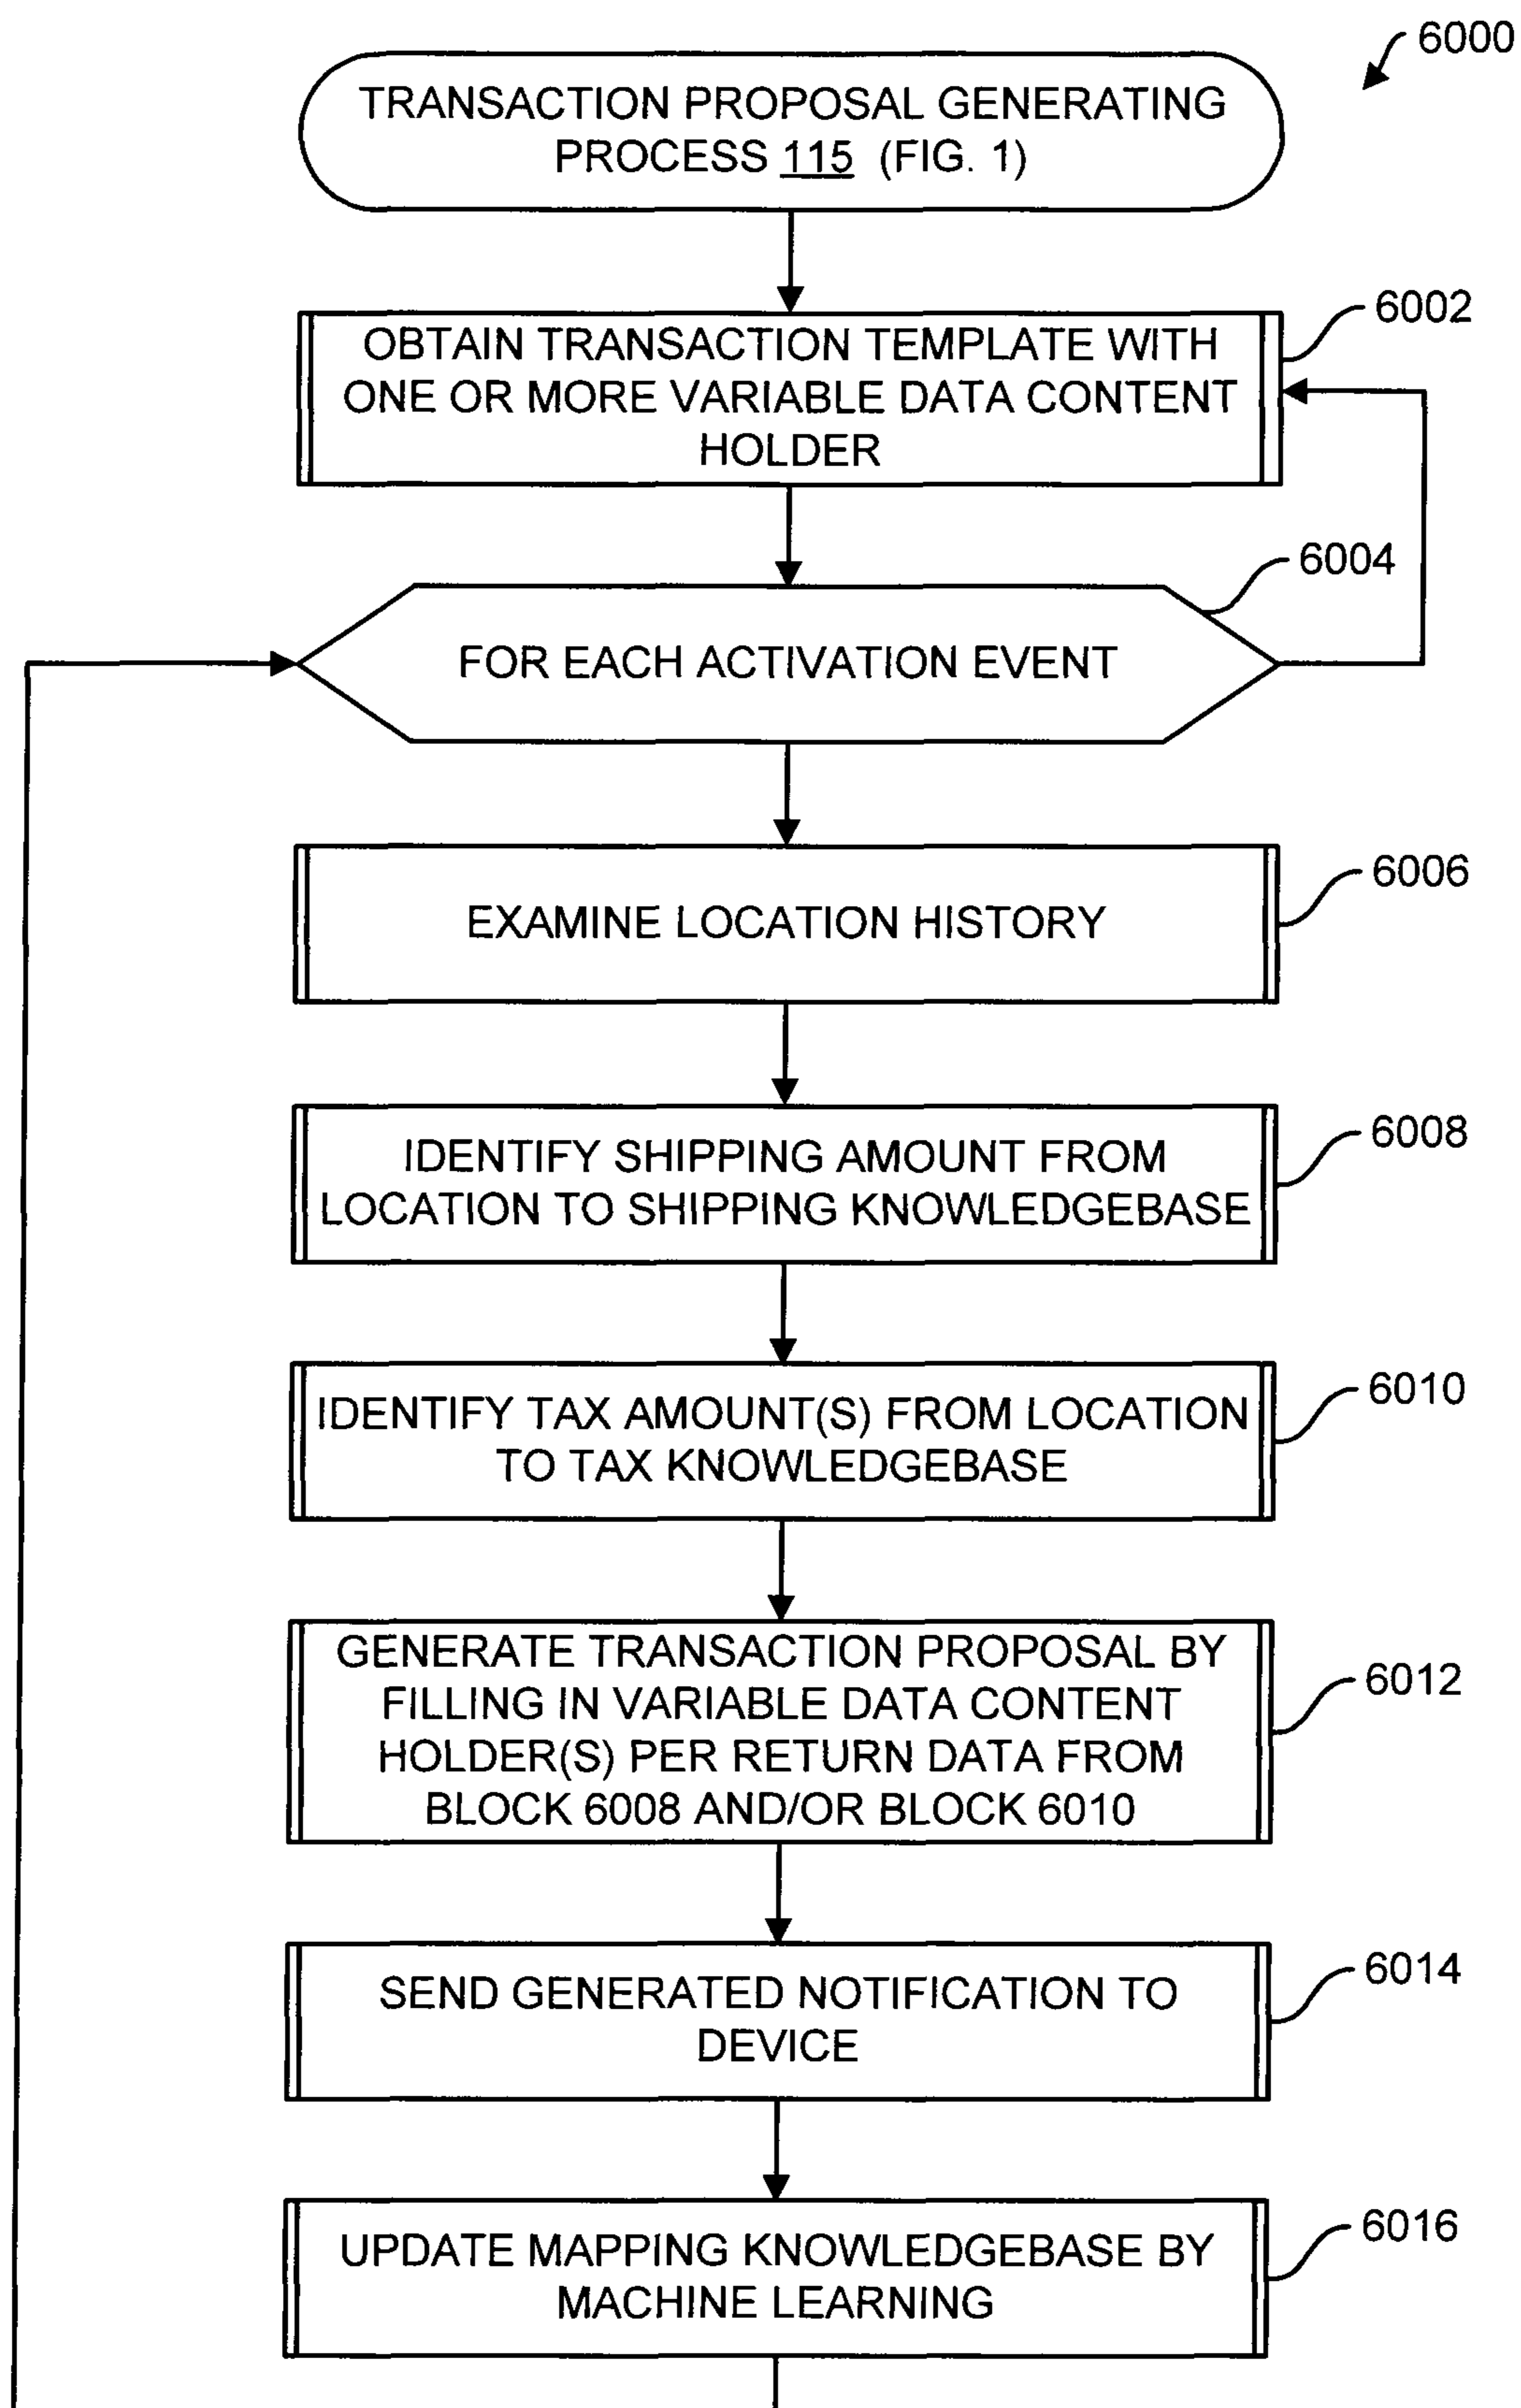 6000
TRANSACTION PROPOSAL GENERATING
PROCESS 115 (FIG. 1)
6002
OBTAIN TRANSACTION TEMPLATE WITH
ONE OR MORE VARIABLE DATA CONTENT
HOLDER
6004
FOR EACH ACTIVATION EVENT
6006
EXAMINE LOCATION HISTORY
6008
IDENTIFY SHIPPING AMOUNT FROM
LOCATION TO SHIPPING KNOWLEDGEBASE
6010
IDENTIFY TAX AMOUNT(S) FROM LOCATION
TO TAX KNOWLEDGEBASE
6012
GENERATE TRANSACTION PROPOSAL BY
FILLING IN VARIABLE DATA CONTENT
HOLDER(S) PER RETURN DATA FROM
BLOCK 6008 AND/OR BLOCK 6010
6014
SEND GENERATED NOTIFICATION TO
DEVICE
6016
UPDATE MAPPING KNOWLEDGEBASE BY
MACHINE LEARNING